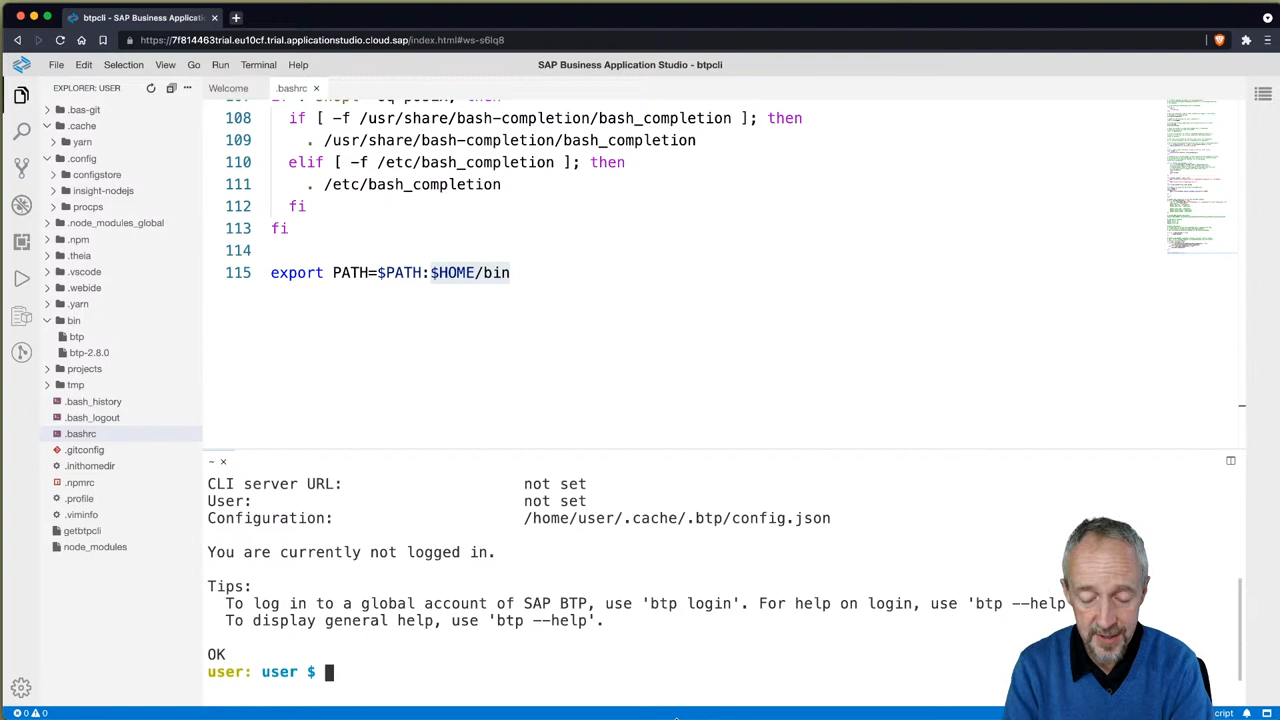 btpcli - SAP Business Applicati
https://7f814463trial.eu10cf.trial.applicationstudio.cloud.sap/index.html#ws-s6lq8
File Edit Selection View Go Run Terminal Help
SAP Business Application Studio - btpcli
EXPLORER: USER
Welcome
.bashrc
.bas-git
.cache
yarn
.config
configstore
insight-nodejs
procps
.node_modules_global
.npm
.theia
.vscode
.webide
.yarn
bin
btp
btp-2.8.0
projects
tmp
.bash_history
.bash_logout
.bashrc
.gitconfig
.inithomedir
.npmrc
.profile
.viminfo
getbtpcli
node_modules
108 if [ -f /usr/share/bash-completion/bash_completion ]; then
109 . /usr/share/bash-completion/bash_completion
110 elif [ -f /etc/bash_completion ]; then
111 . /etc/bash_completion
112 fi
113 fi
114
115 export PATH=$PATH:$HOME/bin
~
CLI server URL: not set
User: not set
Configuration: /home/user/.cache/.btp/config.json
You are currently not logged in.
Tips:
To log in to a global account of SAP BTP, use 'btp login'. For help on login, use 'btp --help
To display general help, use 'btp --help'.
OK
user: user $
0 0
cript